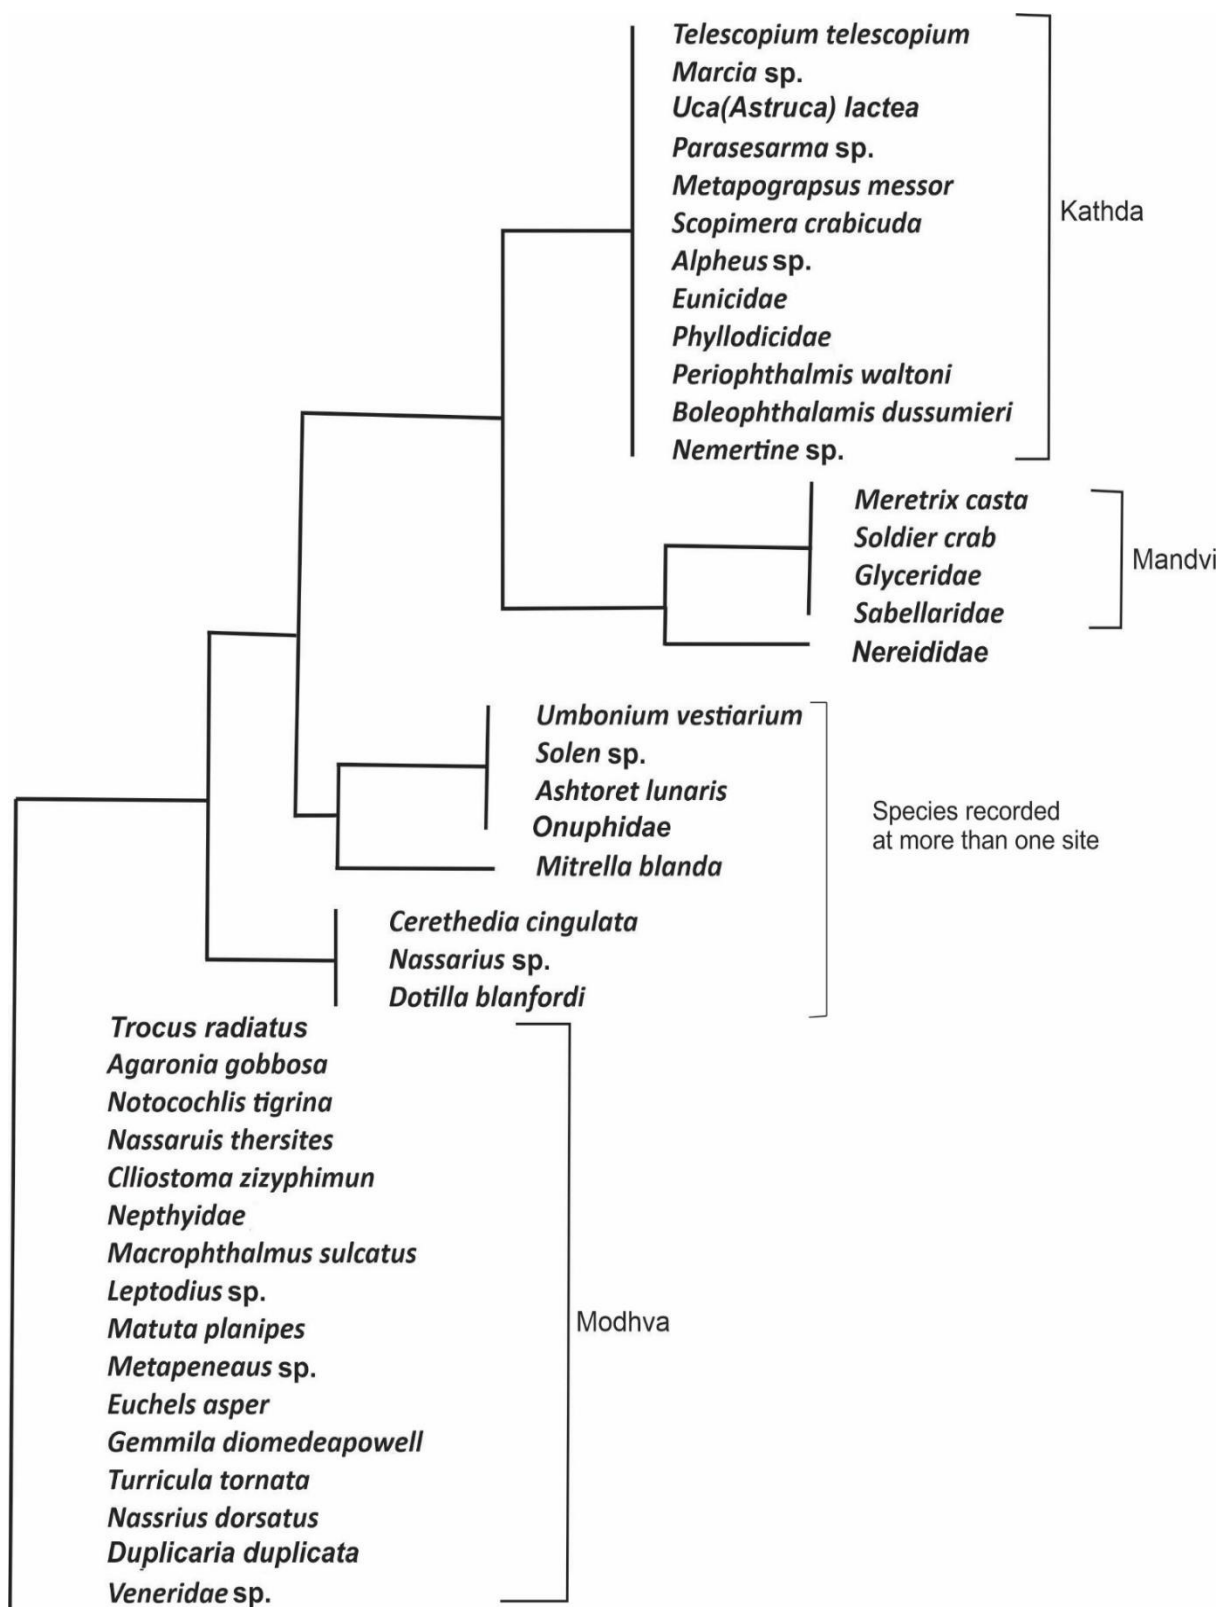 Telescopium telescopium
Marcia sp.
Uca(Astruca) lactea
Parasesarma sp.
Metapograpsus messor
Scopimera crabicuda
Alpheus sp.
Eunicidae
Phyllodicidae
Periophthalmis waltoni
Boleophthalamis dussumieri
Nemertine sp.
Kathda
Meretrix casta
Soldier crab
Glyceridae
Sabellaridae
Mandvi
Nereididae
Umbonium vestiarium
Solen sp.
Ashtoret lunaris
Onuphidae
Mitrella blanda
Cerethedia cingulata
Nassarius sp.
Dotilla blanfordi
Species recorded
at more than one site
Trocus radiatus
Agaronia gobbosa
Notocochlis tigrina
Nassaruis thersites
Clliostoma zizyphimun
Nepthyidae
Macrophthalmus sulcatus
Leptodius sp.
Matuta planipes
Metapeneaus sp.
Euchels asper
Gemmila diomedeapowell
Turricula tornata
Nassrius dorsatus
Duplicaria duplicata
Veneridae sp.
Modhva